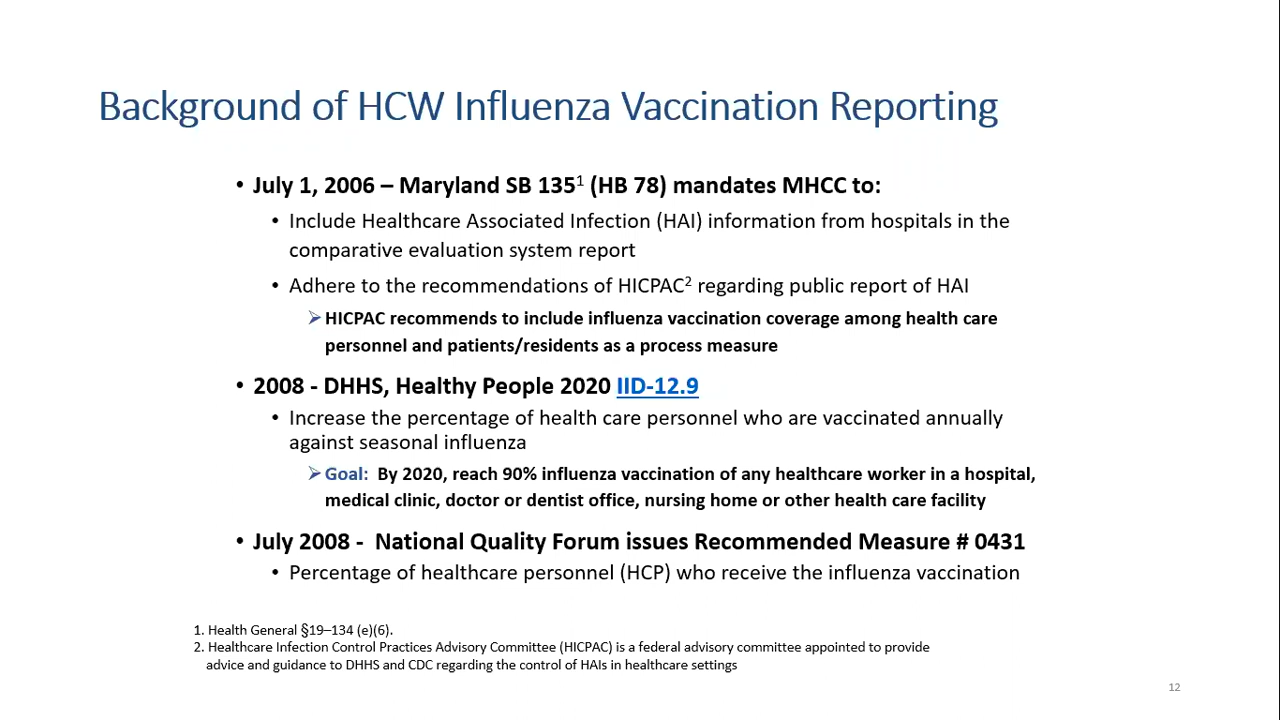 Background of HCW Influenza Vaccination Reporting
• July 1, 2006 – Maryland SB 135¹ (HB 78) mandates MHCC to:
• Include Healthcare Associated Infection (HAI) information from hospitals in the
comparative evaluation system report
• Adhere to the recommendations of HICPAC² regarding public report of HAI
➢ HICPAC recommends to include influenza vaccination coverage among health care
personnel and patients/residents as a process measure
• 2008 - DHHS, Healthy People 2020 IID-12.9
• Increase the percentage of health care personnel who are vaccinated annually
against seasonal influenza
➢ Goal: By 2020, reach 90% influenza vaccination of any healthcare worker in a hospital,
medical clinic, doctor or dentist office, nursing home or other health care facility
• July 2008 - National Quality Forum issues Recommended Measure # 0431
• Percentage of healthcare personnel (HCP) who receive the influenza vaccination
1. Health General §19–134 (e)(6).
2. Healthcare Infection Control Practices Advisory Committee (HICPAC) is a federal advisory committee appointed to provide
advice and guidance to DHHS and CDC regarding the control of HAIs in healthcare settings
12